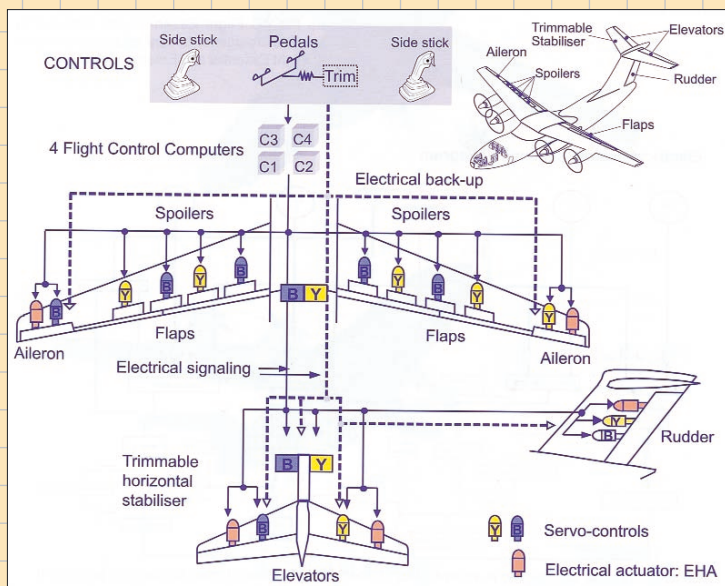 Side stick
Pedals
Side stick
CONTROLS
Trim
Trimmable
Stabiliser
Elevators
Aileron
Spoilers
Rudder
Flaps
4 Flight Control Computers
C3 C4
C1 C2
Electrical back-up
Spoilers
Spoilers
B
Y
B
Y
B
Y
B
Y
Y
B
B
Y
Y
B Y
Flaps
Flaps
Aileron
Aileron
Electrical signaling
Y
B
Rudder
B Y
Trimmable
horizontal
stabiliser
B
Y
Elevators
Y B Servo-controls
Electrical actuator: EHA